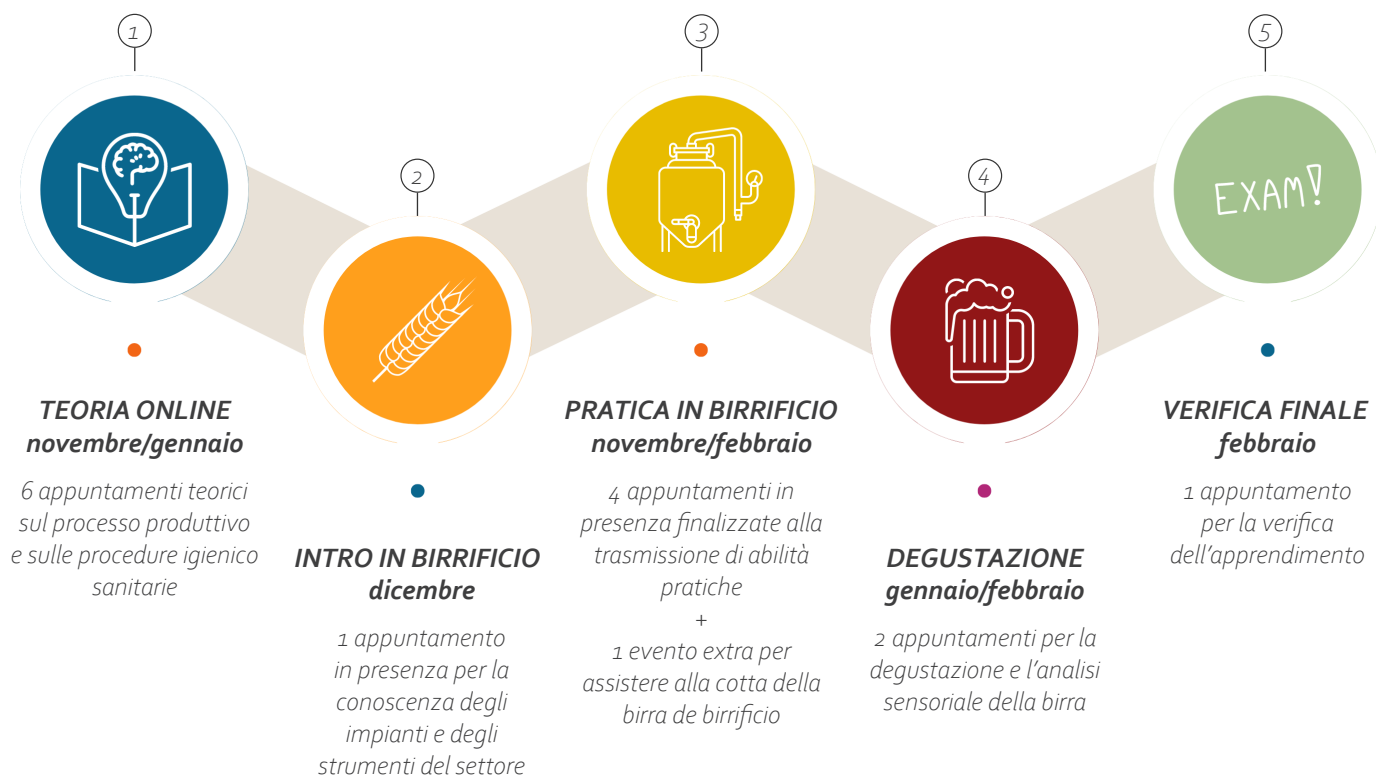 1
TEORIA ONLINE
novembre/gennaio
6 appuntamenti teorici
sul processo produttivo
e sulle procedure igienico
sanitarie
2
INTRO IN BIRRIFICIO
dicembre
1 appuntamento
in presenza per la
conoscenza degli
impianti e degli
strumenti del settore
3
PRATICA IN BIRRIFICIO
novembre/febbraio
4 appuntamenti in
presenza finalizzate alla
trasmissione di abilità
pratiche
+
1 evento extra per
assistere alla cotta della
birra de birrificio
4
DEGUSTAZIONE
gennaio/febbraio
2 appuntamenti per la
degustazione e l'analisi
sensoriale della birra
5
EXAM!
VERIFICA FINALE
febbraio
1 appuntamento
per la verifica
dell'apprendimento